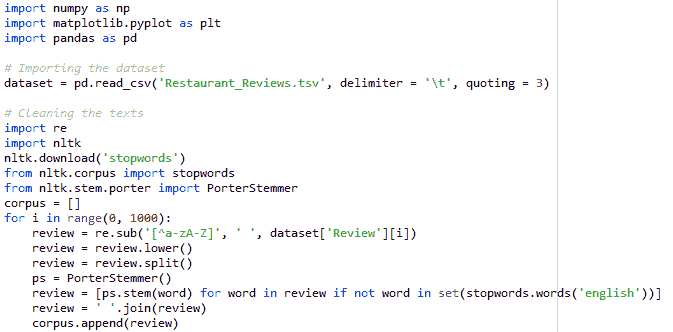 import numpy as np
import matplotlib.pyplot as plt
import pandas as pd
# Importing the dataset
dataset = pd.read_csv('Restaurant_Reviews.tsv', delimiter = '\t', quoting = 3)
# Cleaning the texts
import re
import nltk
nltk.download('stopwords')
from nltk.corpus import stopwords
from nltk.stem.porter import PorterStemmer
corpus = []
for i in range(0, 1000):
    review = re.sub('[^a-zA-Z]', ' ', dataset['Review'][i])
    review = review.lower()
    review = review.split()
    ps = PorterStemmer()
    review = [ps.stem(word) for word in review if not word in set(stopwords.words('english'))]
    review = ' '.join(review)
    corpus.append(review)